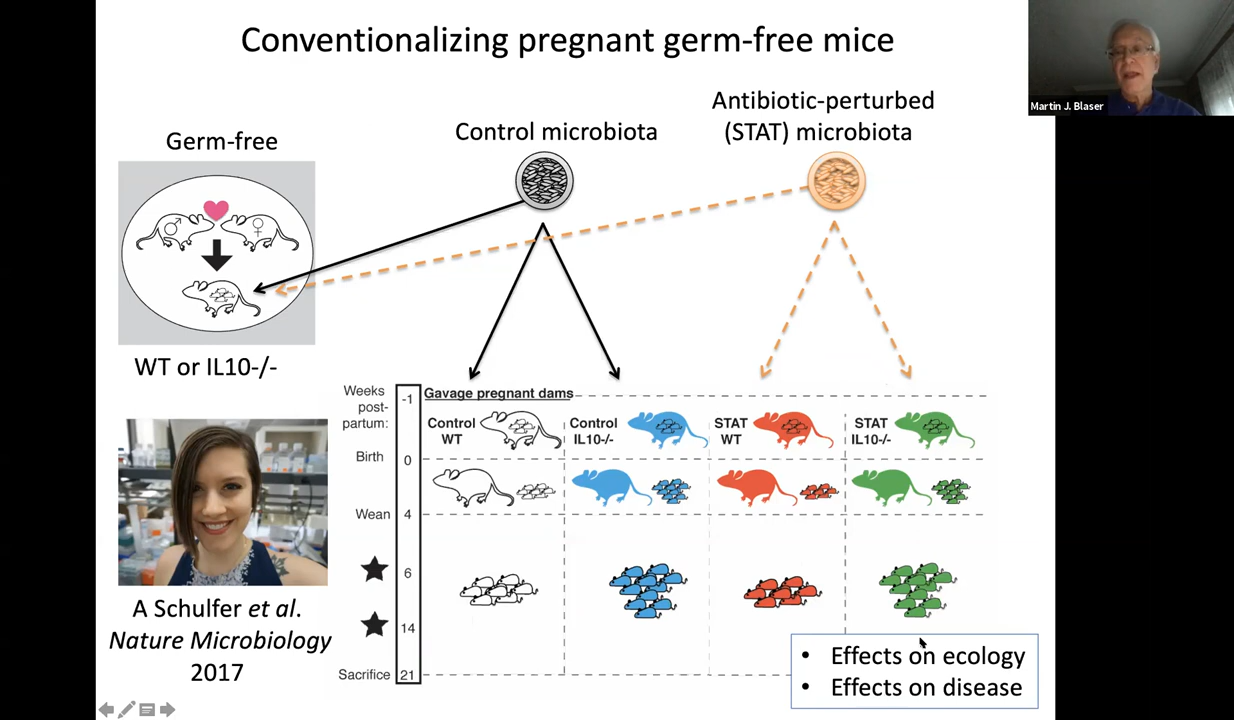 Conventionalizing pregnant germ-free mice
Martin J. Blaser
Germ-free
Control microbiota
Antibiotic-perturbed
(STAT) microbiota
WT or IL10-/-
Weeks
post-
partum:
-1
Gavage pregnant dams
Control
WT
Control
IL10-/-
STAT
WT
STAT
IL10-/-
Birth
0
Wean
4
6
14
Sacrifice
21
A Schulfer et al.
Nature Microbiology
2017
• Effects on ecology
• Effects on disease